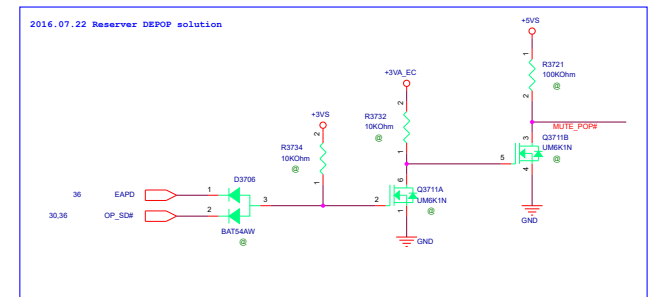 2016.07.22 Reserver DEPOP solution
+5VS
1
R3721
100KOhm
2
@
+3VA_EC
2
R3732
10KOhm
@
1
+3VS
2
R3734
10KOhm
@
1
MUTE_POP#
3
Q3711B
UM6K1N
5
@
4
GND
6
Q3711A
2
UM6K1N
@
1
GND
D3706
36 EAPD 1
3
30,36 OP_SD# 2
BAT54AW
@